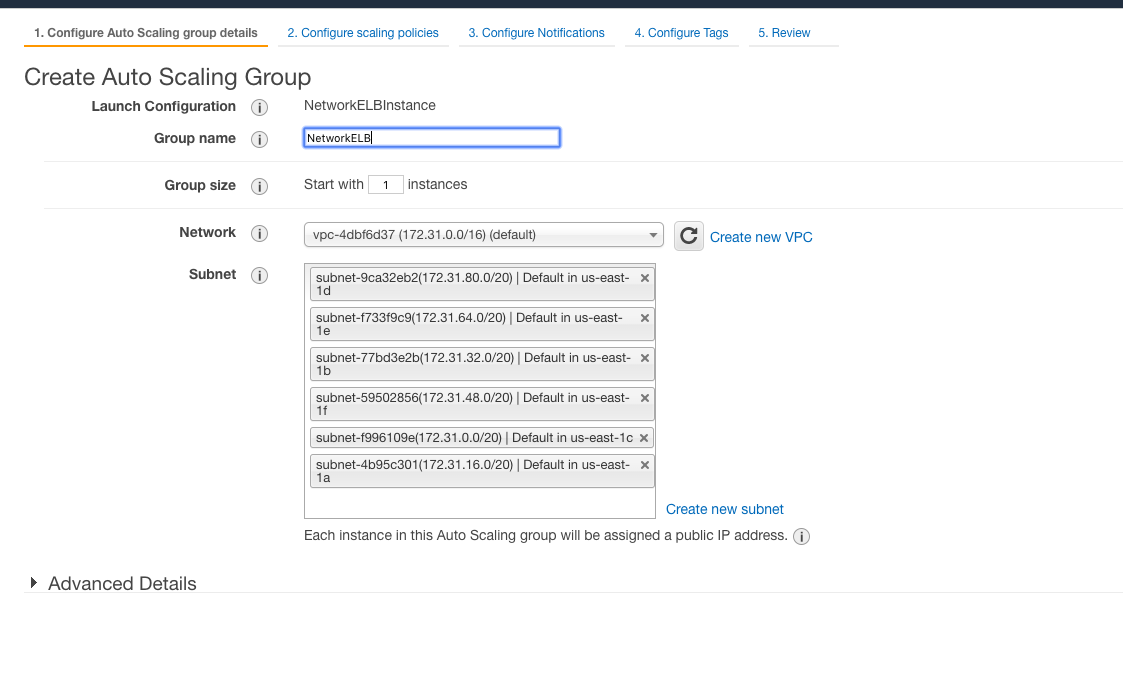 1. Configure Auto Scaling group details 2. Configure scaling policies 3. Configure Notifications 4. Configure Tags 5. Review
Create Auto Scaling Group
Launch Configuration i NetworkELBInstance
Group name i NetworkELB
Group size i Start with 1 instances
Network i vpc-4dbf6d37 (172.31.0.0/16) (default) Create new VPC
Subnet i
subnet-9ca32eb2(172.31.80.0/20) | Default in us-east-
1d
subnet-f733f9c9(172.31.64.0/20) | Default in us-east-
1e
subnet-77bd3e2b(172.31.32.0/20) | Default in us-east-
1b
subnet-59502856(172.31.48.0/20) | Default in us-east-
1f
subnet-f996109e(172.31.0.0/20) | Default in us-east-1c
subnet-4b95c301(172.31.16.0/20) | Default in us-east-
1a
Create new subnet
Each instance in this Auto Scaling group will be assigned a public IP address. i
Advanced Details